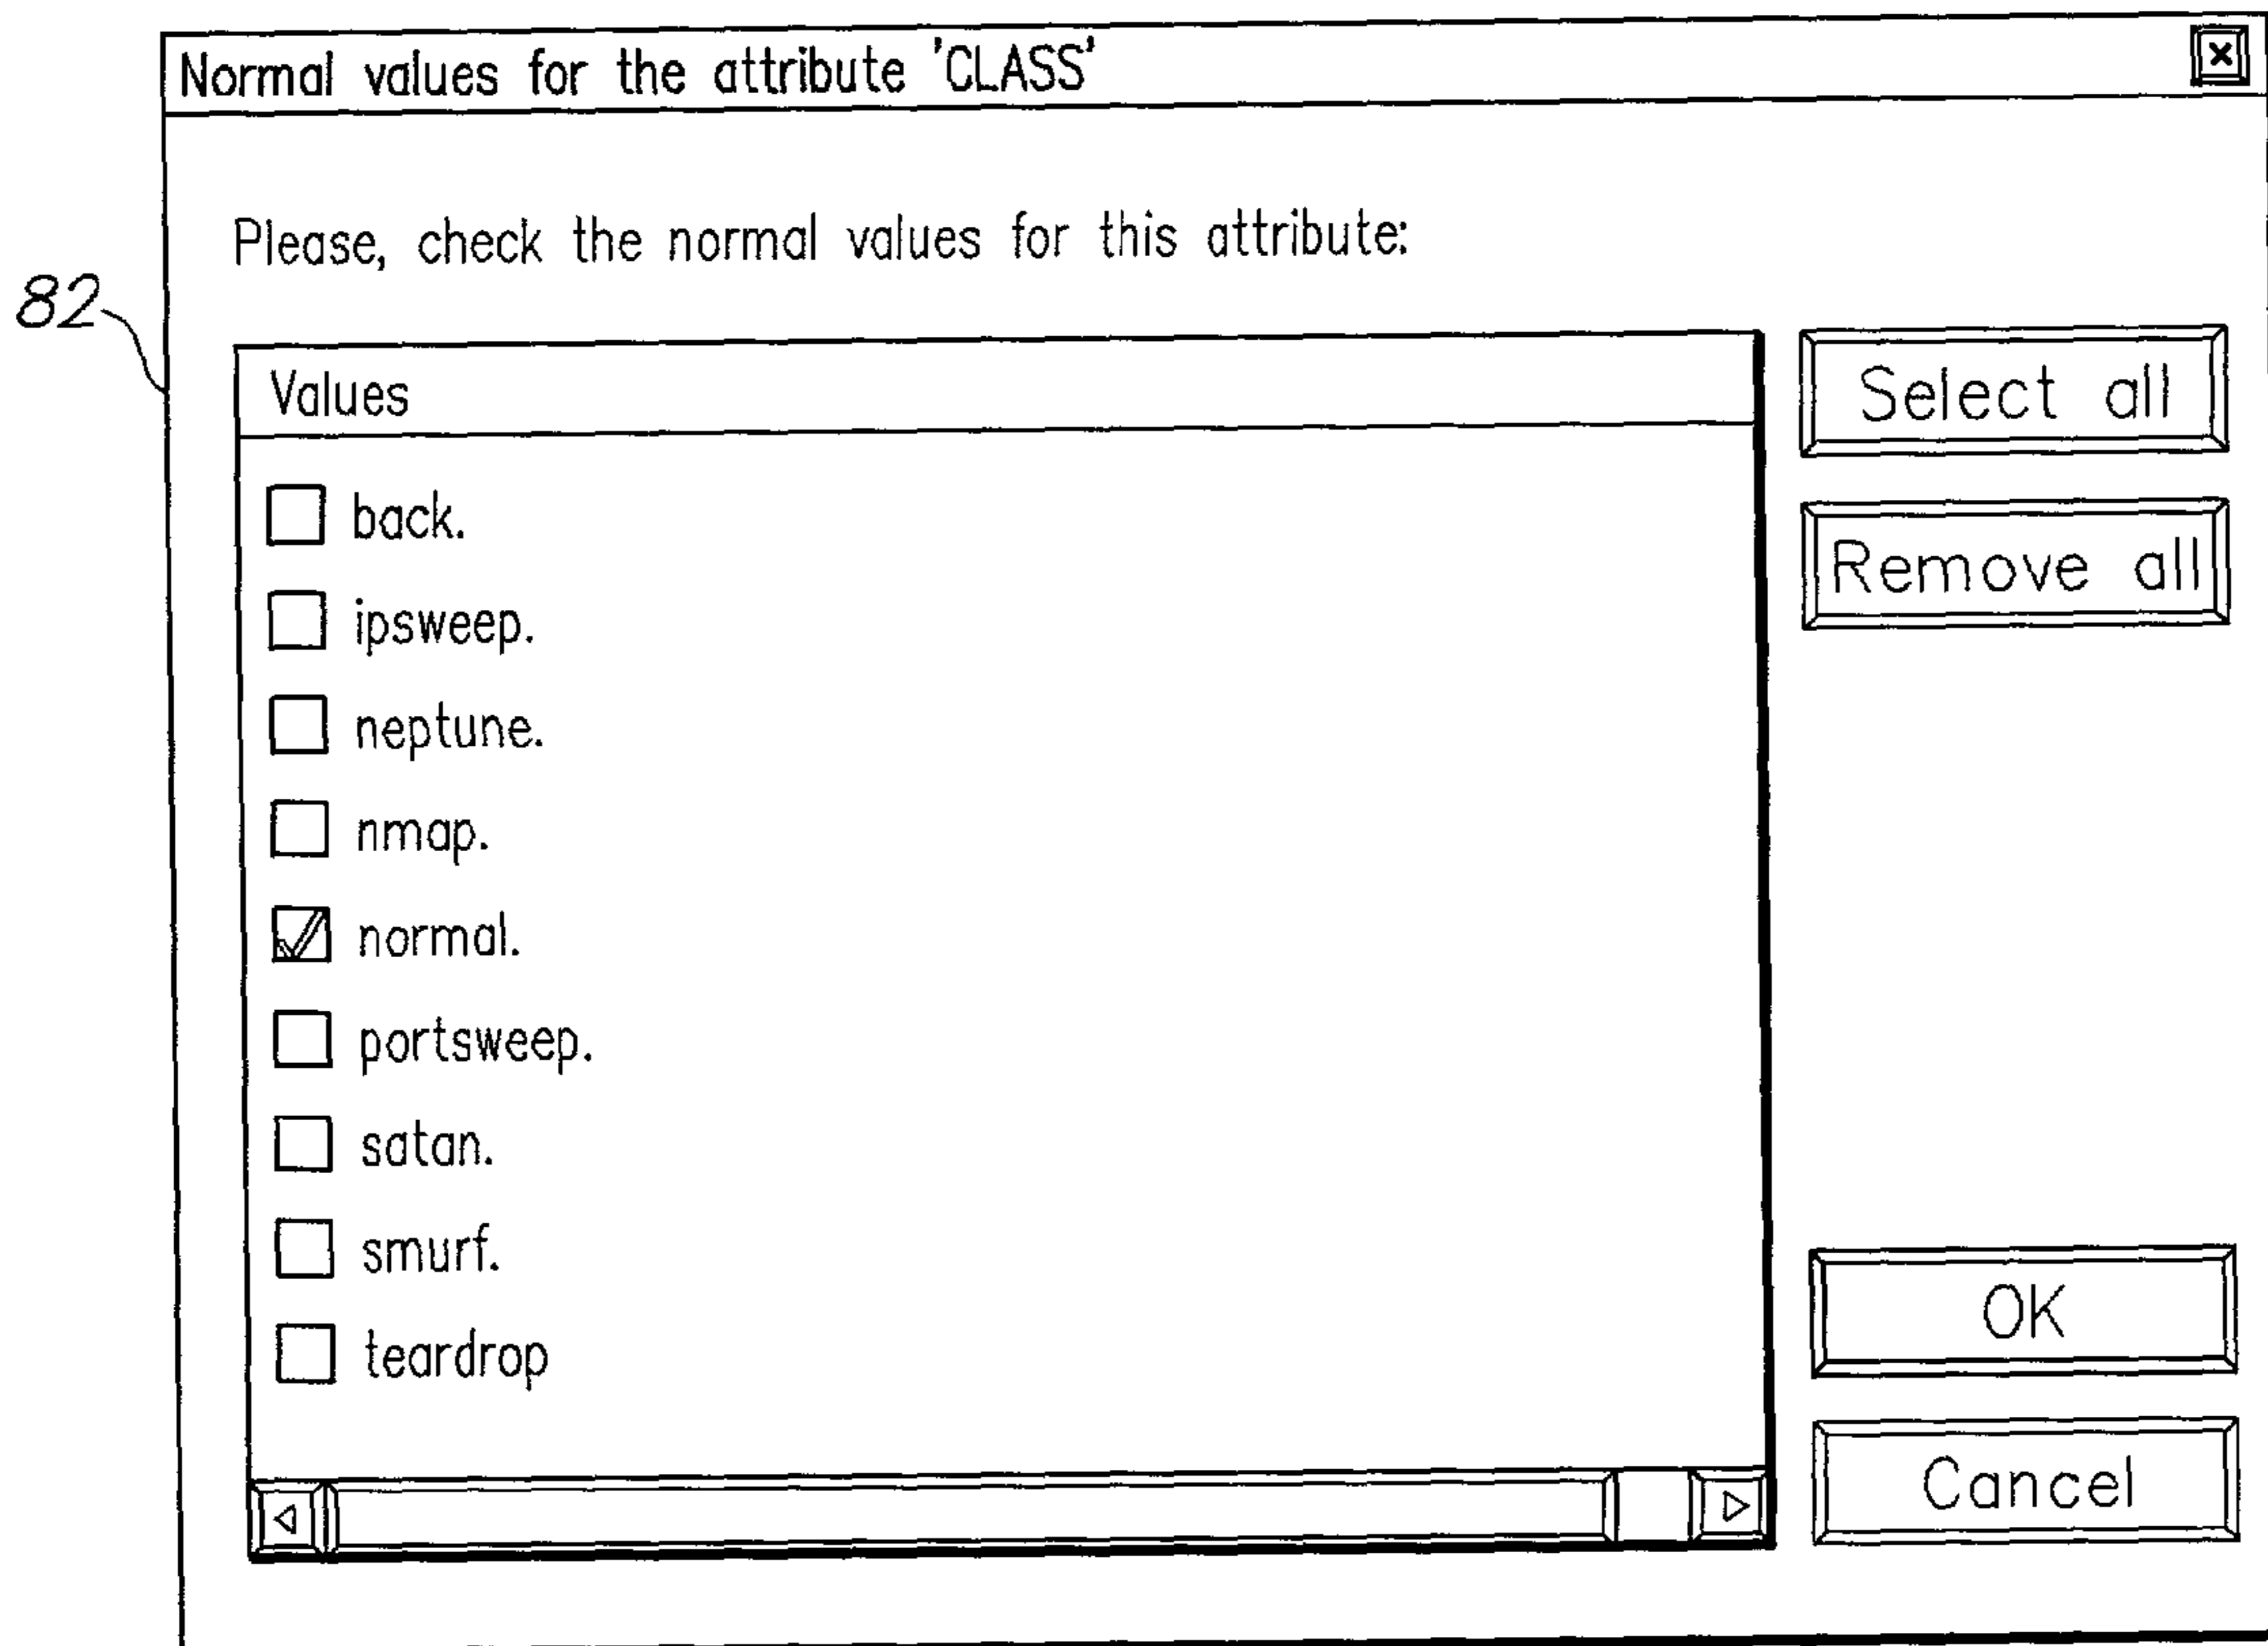 Normal values for the attribute 'CLASS'
Please, check the normal values for this attribute:
82
Values
Select all
Remove all
back.
ipsweep.
neptune.
nmap.
normal.
portsweep.
satan.
smurf.
teardrop
OK
Cancel